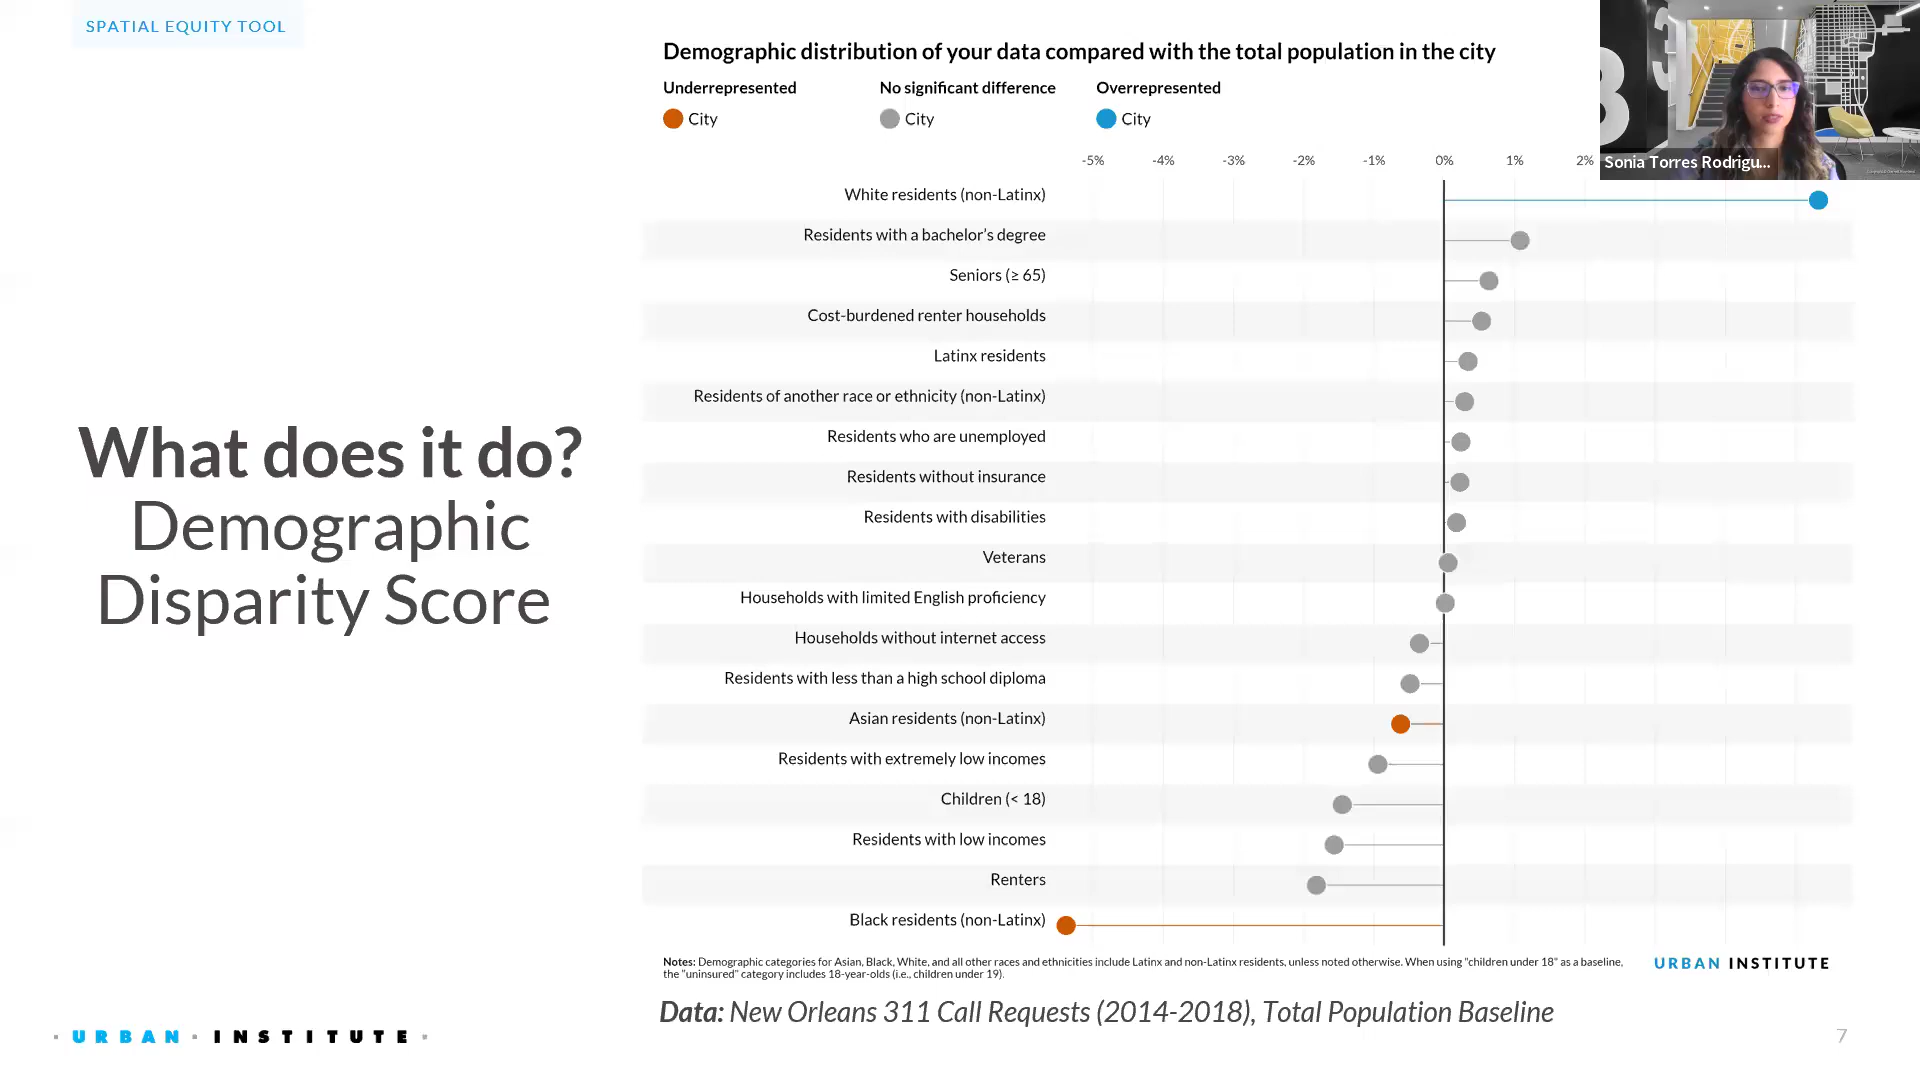 SPATIAL EQUITY TOOL
Demographic distribution of your data compared with the total population in the city
Underrepresented
No significant difference
Overrepresented
City
City
City
-5% -4% -3% -2% -1% 0% 1% 2%
Sonia Torres Rodrigu...
White residents (non-Latinx)
Residents with a bachelor’s degree
Seniors (≥ 65)
Cost-burdened renter households
Latinx residents
Residents of another race or ethnicity (non-Latinx)
Residents who are unemployed
Residents without insurance
Residents with disabilities
Veterans
Households with limited English proficiency
Households without internet access
Residents with less than a high school diploma
Asian residents (non-Latinx)
Residents with extremely low incomes
Children (< 18)
Residents with low incomes
Renters
Black residents (non-Latinx)
What does it do?
Demographic
Disparity Score
Notes: Demographic categories for Asian, Black, White, and all other races and ethnicities include Latinx and non-Latinx residents, unless noted otherwise. When using "children under 18" as a baseline,
the "uninsured" category includes 18-year-olds (i.e., children under 19).
URBAN INSTITUTE
Data: New Orleans 311 Call Requests (2014-2018), Total Population Baseline
· URBAN · INSTITUTE ·
7